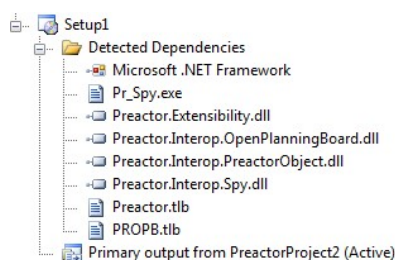 Setup1
Detected Dependencies
Microsoft .NET Framework
Pr_Spy.exe
Preactor.Extensibility.dll
Preactor.Interop.OpenPlanningBoard.dll
Preactor.Interop.PreactorObject.dll
Preactor.Interop.Spy.dll
Preactor.tlb
PROPB.tlb
Primary output from PreactorProject2 (Active)